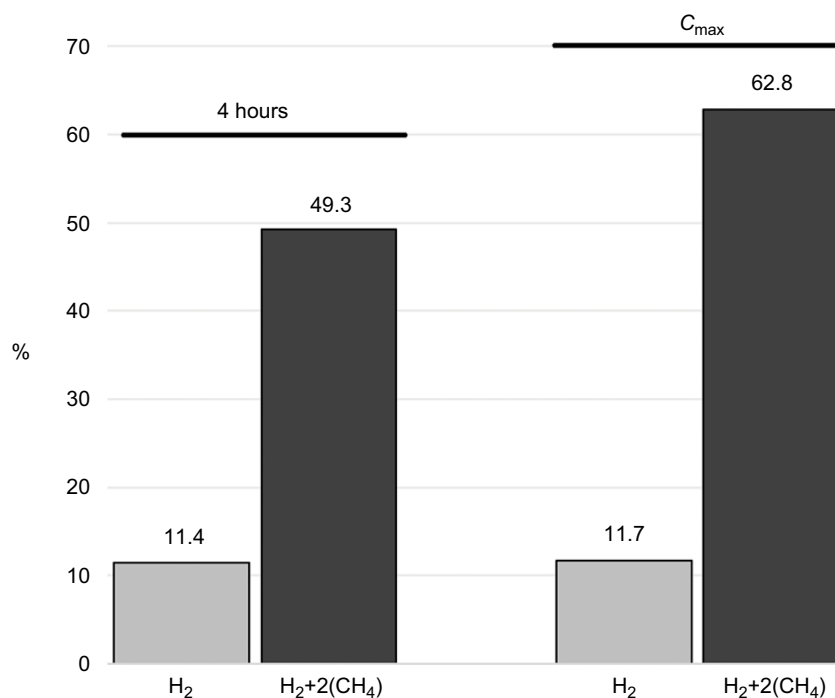 C_max
70
62.8
4 hours
60
49.3
50
40
%
30
20
11.4
11.7
10
0
H₂
H₂+2(CH₄)
H₂
H₂+2(CH₄)